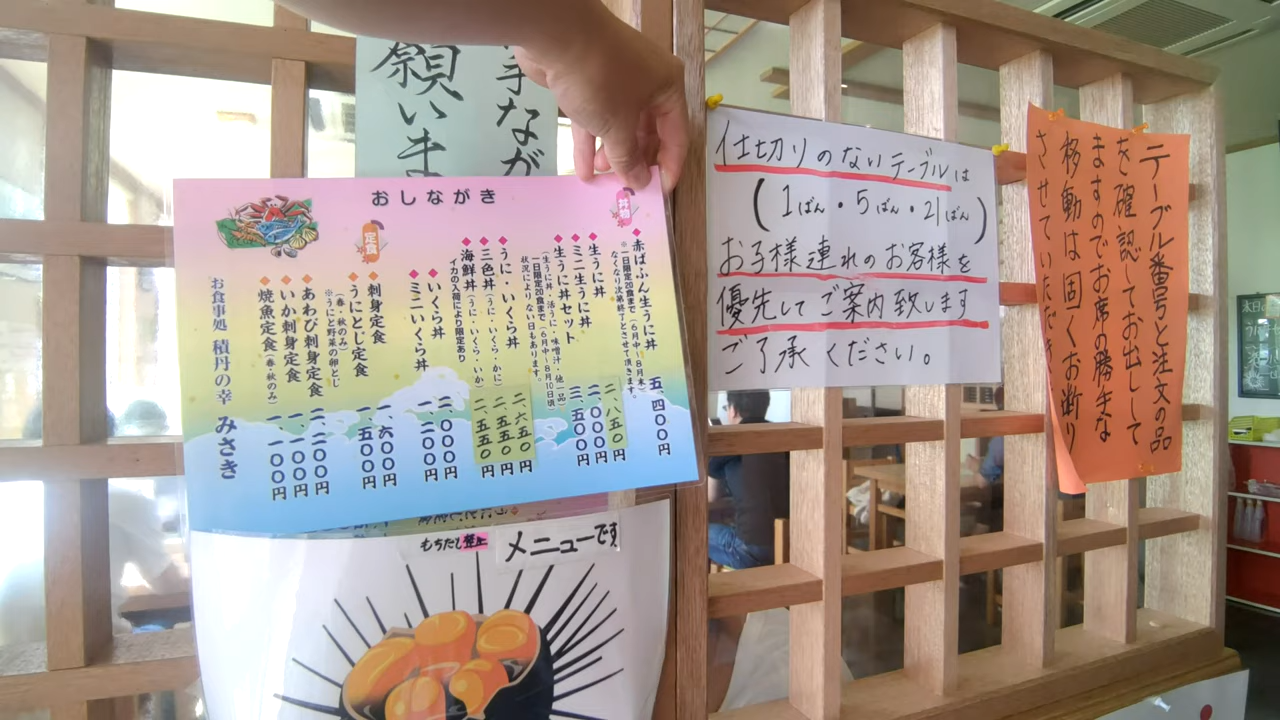 願いま
手なが
おしながき
丼物
◆赤ばふん生うに丼 五、四〇〇円
※一日限定20食まで(6月中~8月末)
なくなり次第終了とさせて頂きます。
◆生うに丼 二、八五〇円
◆ミニ生うに丼 二、〇〇〇円
◆生うに丼セット 三、五〇〇円
(生うに丼・活うに・味噌汁・他一品)
一日限定20食まで(6月中~8月10日頃)
状況によりない日もあります。
◆うに・いくら丼 二、六五〇円
◆三色丼(うに・いくら・かに) 二、五五〇円
◆海鮮丼(うに・いくら・いか) 二、五五〇円
イカの入荷により限定あり
◆いくら丼 二、〇〇〇円
◆ミニいくら丼 一、二〇〇円
定食
◆刺身定食 一、六〇〇円
◆うにとじ定食 一、五〇〇円
(春・秋のみ)
※うにと野菜の卵とじ
◆あわび刺身定食 二、二〇〇円
◆いか刺身定食 一、一〇〇円
◆焼魚定食(春・秋のみ) 一、一〇〇円
お食事処 積丹の幸 みさき
もちだし禁止
メニューです
仕切りのないテーブルは
(1ばん・5ばん・21ばん)
お子様連れのお客様を
優先してご案内致します
ご了承ください。
テーブル番号と注文の品
を確認してお出しして
ますのでお席の勝手な
移動は固くお断り
させていただ